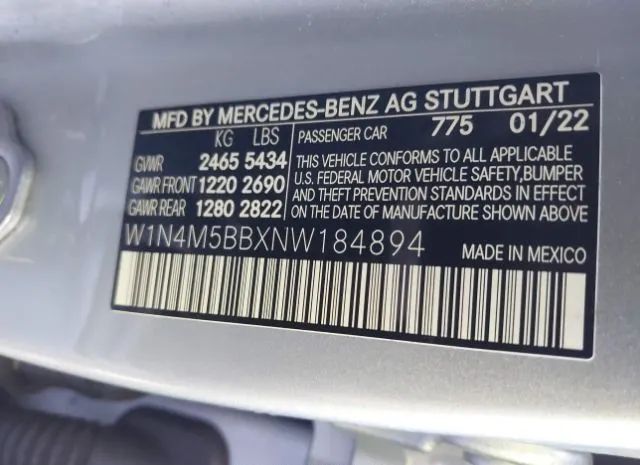 MFD BY MERCEDES-BENZ AG STUTTGART
KG LBS PASSENGER CAR 775 01/22
GVWR 2465 5434
GAWR FRONT 1220 2690
GAWR REAR 1280 2822
THIS VEHICLE CONFORMS TO ALL APPLICABLE
U.S. FEDERAL MOTOR VEHICLE SAFETY,BUMPER
AND THEFT PREVENTION STANDARDS IN EFFECT
ON THE DATE OF MANUFACTURE SHOWN ABOVE
W1N4M5BBXNW184894 MADE IN MEXICO